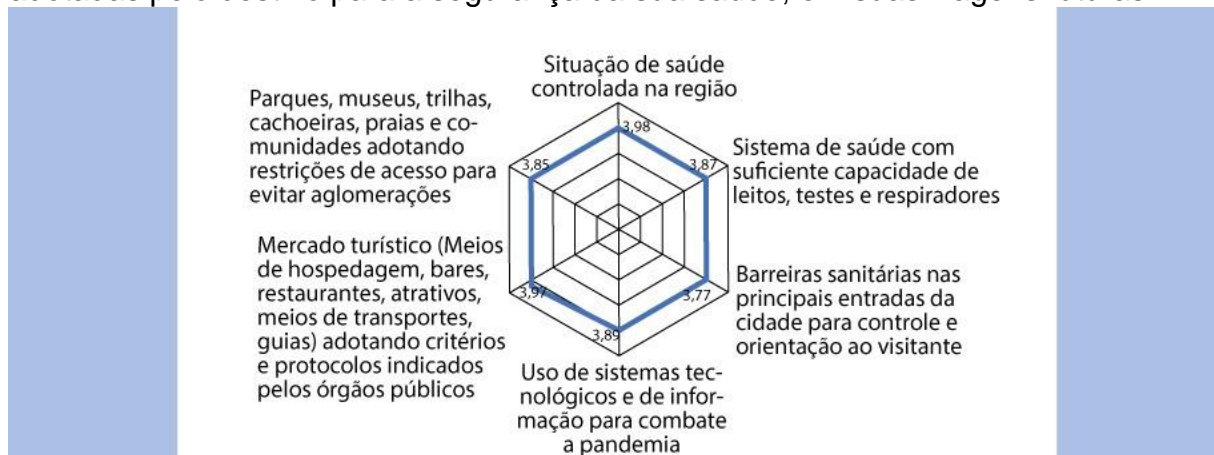 Situação de saúde
controlada na região
3,98
Parques, museus, trilhas,
cachoeiras, praias e co-
munidades adotando
restrições de acesso para
evitar aglomerações
3,85
3,87
Sistema de saúde com
suficiente capacidade de
leitos, testes e respiradores
Mercado turístico (Meios
de hospedagem, bares,
restaurantes, atrativos,
meios de transportes,
guias) adotando critérios
e protocolos indicados
pelos órgãos públicos
3,97
3,77
Barreiras sanitárias nas
principais entradas da
cidade para controle e
orientação ao visitante
3,89
Uso de sistemas tec-
nológicos e de infor-
mação para combate
a pandemia